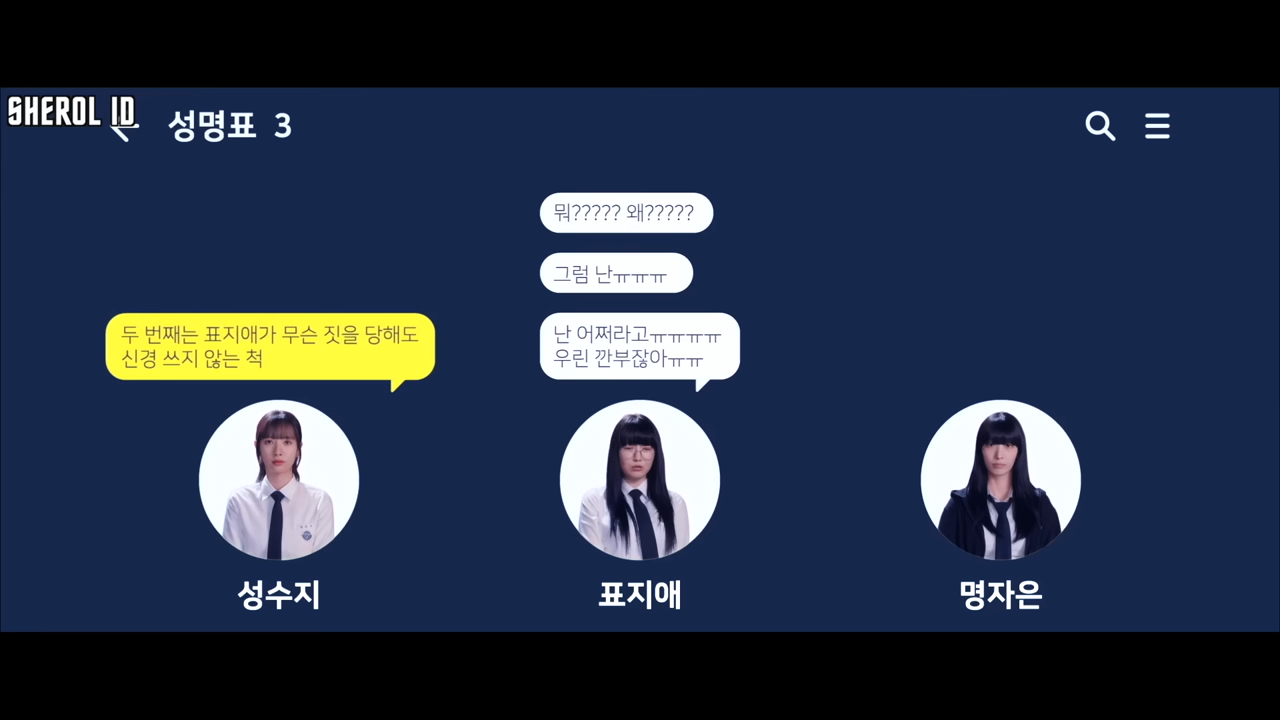 SHEROL ID
성명표 3
뭐????? 왜?????
그럼 난ㅠㅠㅠ
두 번째는 표지애가 무슨 짓을 당해도
신경 쓰지 않는 척
난 어쩌라고ㅠㅠㅠㅠ
우린 깐부잖아ㅠㅠ
성수지
표지애
명자은